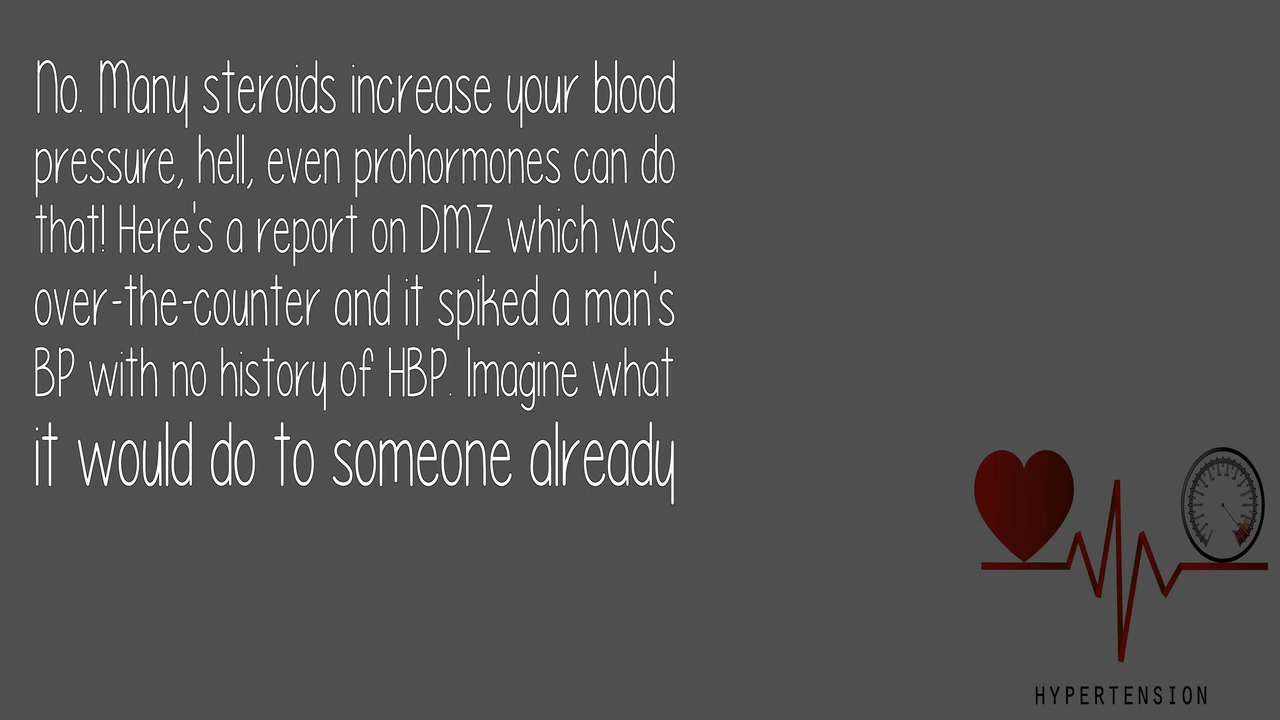 No. Many steroids increase your blood
pressure, hell, even prohormones can do
that! Here's a report on DMZ which was
over-the-counter and it spiked a man's
BP with no history of HBP. Imagine what
it would do to someone already
HYPERTENSION